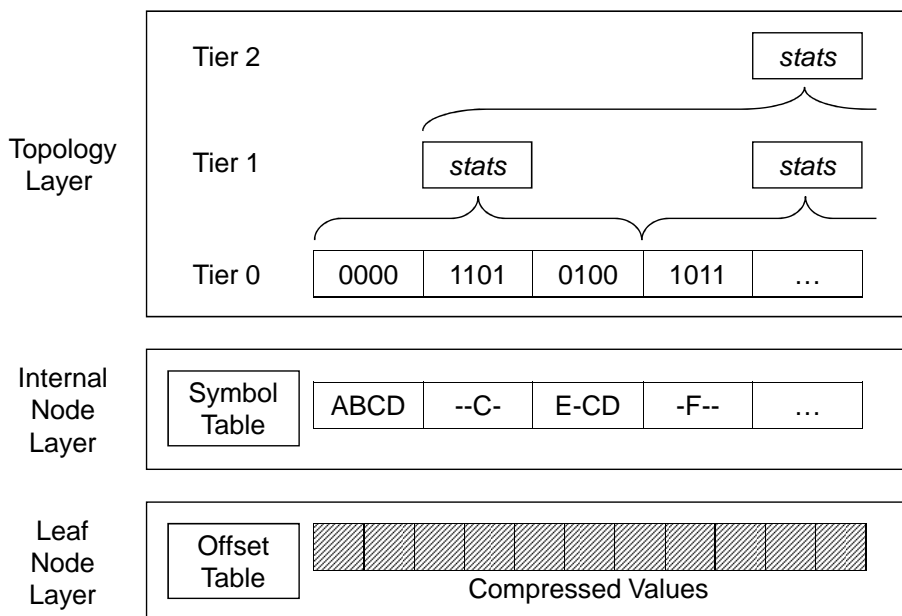 Topology
Layer
Tier 2
stats
Tier 1
stats
stats
Tier 0
0000
1101
0100
1011
…
Internal
Node
Layer
Symbol
Table
ABCD
--C-
E-CD
-F--
…
Leaf
Node
Layer
Offset
Table
Compressed Values